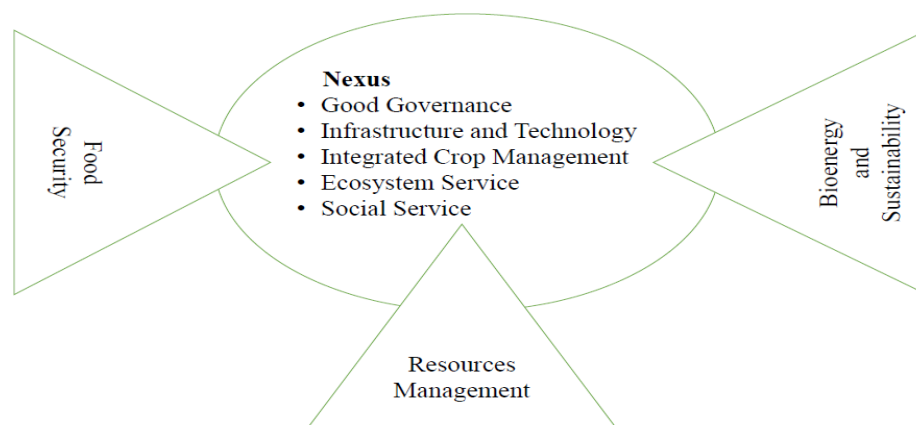 Nexus
• Good Governance
• Infrastructure and Technology
• Integrated Crop Management
• Ecosystem Service
• Social Service
Food
Security
Bioenergy
and
Sustainability
Resources
Management